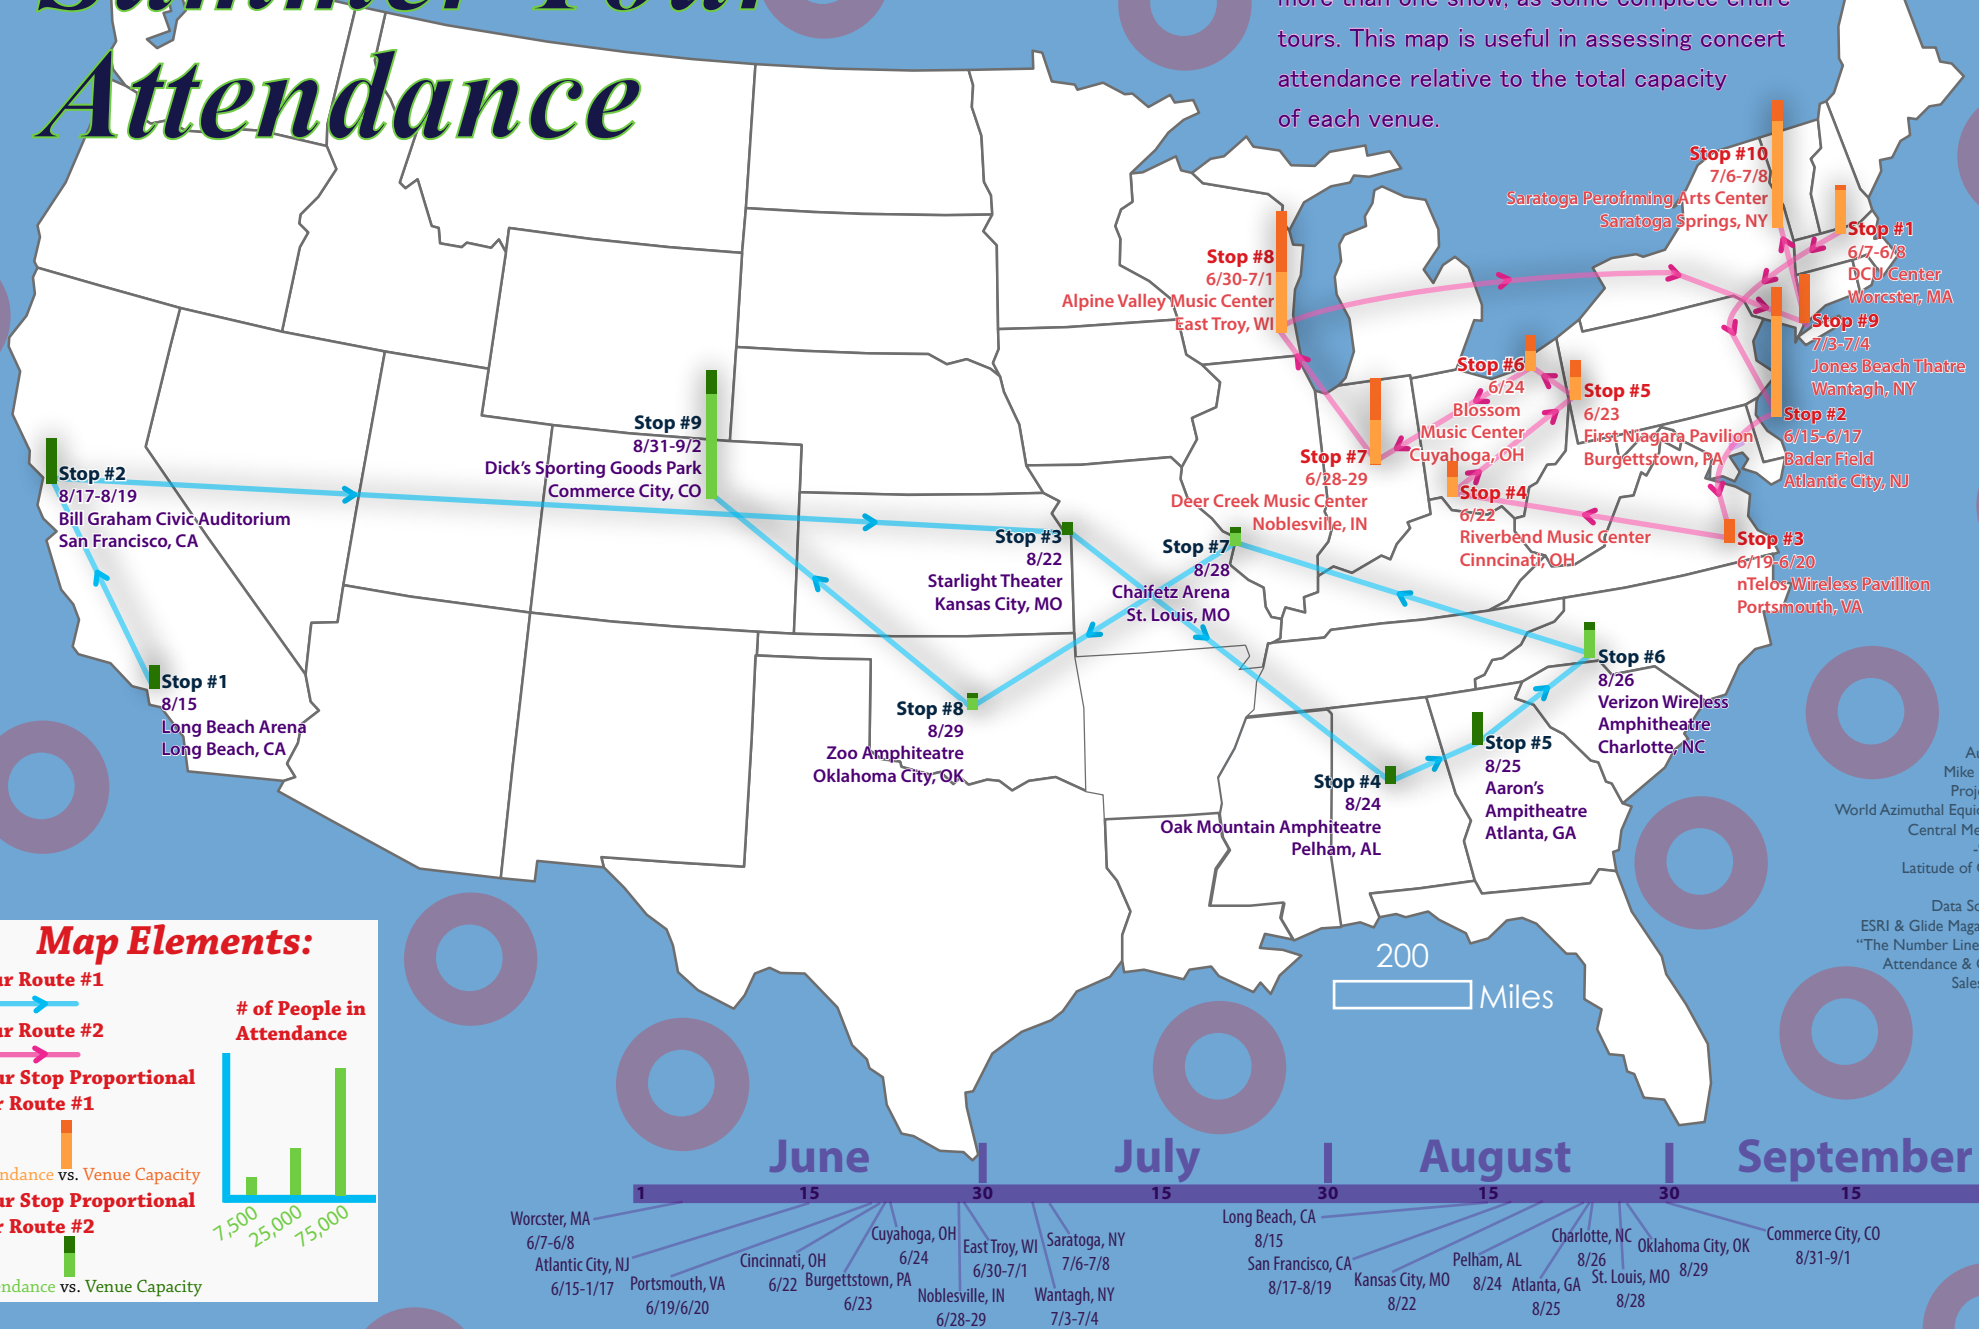 Summer Tour
Attendance
more than one show, as some complete entire
tours. This map is useful in assessing concert
attendance relative to the total capacity
of each venue.
Stop #10
7/6-7/8
Saratoga Perofrming Arts Center
Saratoga Springs, NY
Stop #1
6/7-6/8
DCU Center
Worcster, MA
Stop #8
6/30-7/1
Alpine Valley Music Center
East Troy, WI
Stop #9
7/3-7/4
Jones Beach Thatre
Wantagh, NY
Stop #6
6/24
Blossom
Music Center
Cuyahoga, OH
Stop #5
6/23
First Niagara Pavilion
Burgettstown, PA
Stop #2
6/15-6/17
Bader Field
Atlantic City, NJ
Stop #7
6/28-29
Deer Creek Music Center
Noblesville, IN
Stop #4
6/22
Riverbend Music Center
Cinncinati, OH
Stop #3
6/19-6/20
nTelos Wireless Pavillion
Portsmouth, VA
Stop #9
8/31-9/2
Dick's Sporting Goods Park
Commerce City, CO
Stop #2
8/17-8/19
Bill Graham Civic Auditorium
San Francisco, CA
Stop #3
8/22
Starlight Theater
Kansas City, MO
Stop #7
8/28
Chaifetz Arena
St. Louis, MO
Stop #1
8/15
Long Beach Arena
Long Beach, CA
Stop #8
8/29
Zoo Amphiteatre
Oklahoma City, OK
Stop #6
8/26
Verizon Wireless
Amphitheatre
Charlotte, NC
Stop #5
8/25
Aaron's
Ampitheatre
Atlanta, GA
Stop #4
8/24
Oak Mountain Amphiteatre
Pelham, AL
Mike
World Azimuthal Equi
Central Me
Latitude of
Data So
ESRI & Glide Maga
"The Number Line
Attendance &
Sales
200
Miles
Map Elements:
ur Route #1
ur Route #2
ur Stop Proportional
r Route #1
ndance vs. Venue Capacity
ur Stop Proportional
r Route #2
ndance vs. Venue Capacity
# of People in
Attendance
7,500 25,000 75,000
June July August September
1 15 30 15 30 15 30 15
Worcster, MA
6/7-6/8
Atlantic City, NJ
6/15-1/17
Portsmouth, VA
6/19/6/20
Cincinnati, OH
6/22
Burgettstown, PA
6/23
Cuyahoga, OH
6/24
Noblesville, IN
6/28-29
East Troy, WI
6/30-7/1
Wantagh, NY
7/3-7/4
Saratoga, NY
7/6-7/8
Long Beach, CA
8/15
San Francisco, CA
8/17-8/19
Kansas City, MO
8/22
Pelham, AL
8/24
Atlanta, GA
8/25
Charlotte, NC
8/26
St. Louis, MO
8/28
Oklahoma City, OK
8/29
Commerce City, CO
8/31-9/1